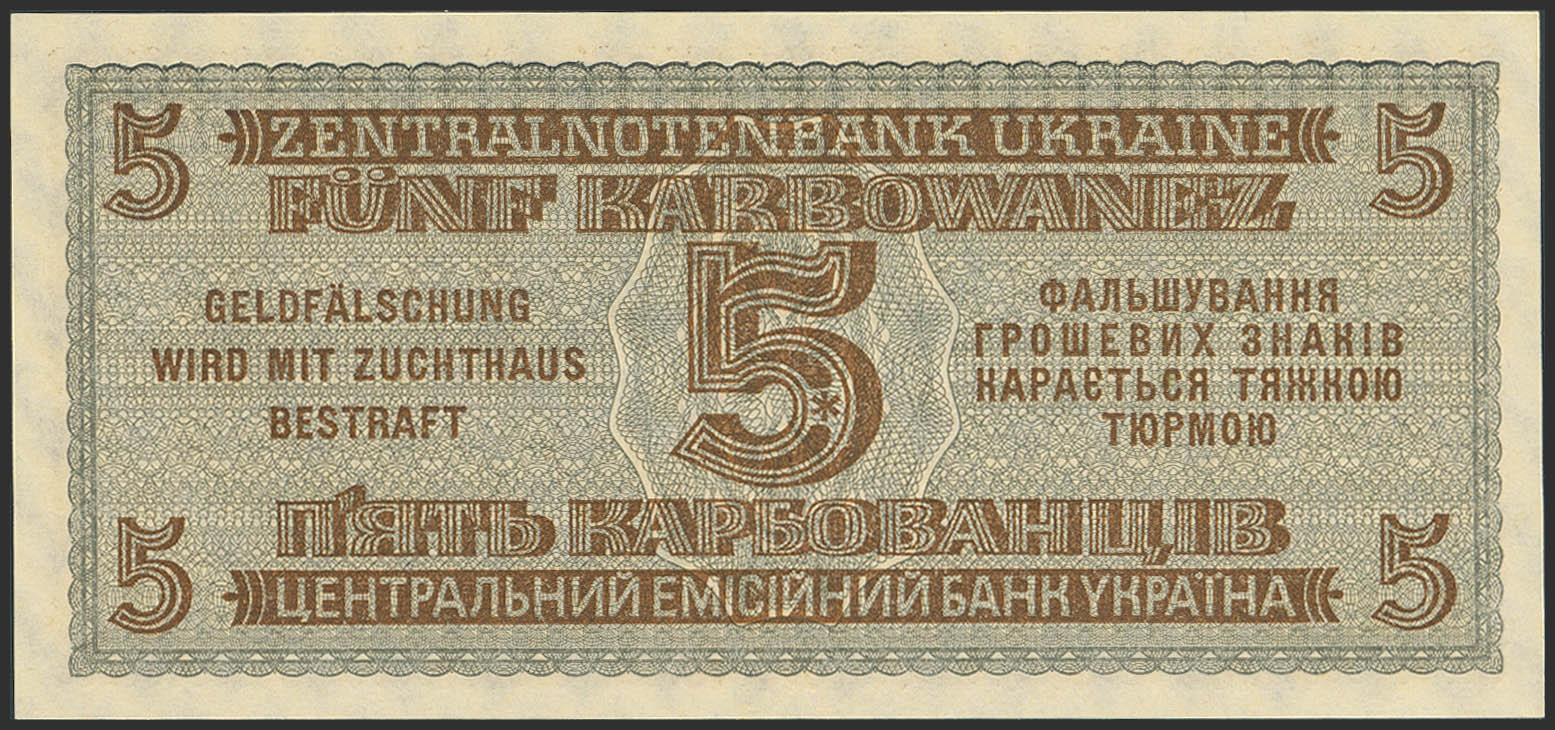 5 5
ZENTRALNOTENBANK UKRAINE
FÜNF KARBOWANEZ
5
GELDFÄLSCHUNG
WIRD MIT ZUCHTHAUS
BESTRAFT
ФАЛЬШУВАННЯ
ГРОШЕВИХ ЗНАКІВ
КАРАЄТЬСЯ ТЯЖКОЮ
ТЮРМОЮ
П'ЯТЬ КАРБОВАНЦІВ
ЦЕНТРАЛЬНИЙ ЕМІСІЙНИЙ БАНК УКРАЇНА
5 5